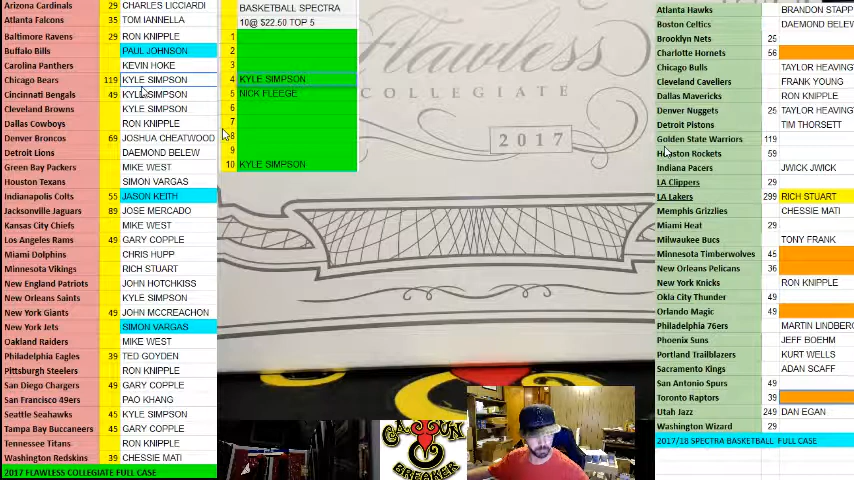 Arizona Cardinals 29 CHARLES LICCIARDI
Atlanta Falcons 35 TOM IANNELLA
Baltimore Ravens 29 RON KNIPPLE
Buffalo Bills PAUL JOHNSON
Carolina Panthers KEVIN HOKE
Chicago Bears 119 KYLE SIMPSON
Cincinnati Bengals 49 KYLE SIMPSON
Cleveland Browns KYLE SIMPSON
Dallas Cowboys RON KNIPPLE
Denver Broncos 69 JOSHUA CHEATWOOD
Detroit Lions DAEMOND BELEW
Green Bay Packers MIKE WEST
Houston Texans SIMON VARGAS
Indianapolis Colts 55 JASON KEITH
Jacksonville Jaguars 89 JOSE MERCADO
Kansas City Chiefs MIKE WEST
Los Angeles Rams 49 GARY COPPLE
Miami Dolphins CHRIS HUPP
Minnesota Vikings RICH STUART
New England Patriots JOHN HOTCHKISS
New Orleans Saints KYLE SIMPSON
New York Giants 49 JOHN MCCREACHON
New York Jets SIMON VARGAS
Oakland Raiders MIKE WEST
Philadelphia Eagles 39 TED GOYDEN
Pittsburgh Steelers RON KNIPPLE
San Diego Chargers 49 GARY COPPLE
San Francisco 49ers PAO KHANG
Seattle Seahawks 45 KYLE SIMPSON
Tampa Bay Buccaneers 45 GARY COPPLE
Tennessee Titans RON KNIPPLE
Washington Redskins 39 CHESSIE MATI
2017 FLAWLESS COLLEGIATE FULL CASE
BASKETBALL SPECTRA
10@ $22.50 TOP 5
1
2
3
4 KYLE SIMPSON
5 NICK FLEEGE
6
7
8
9
10 KYLE SIMPSON
Flawless
COLLEGIATE
2017
CAJUN
BREAKER
Atlanta Hawks BRANDON STAPP
Boston Celtics DAEMOND BELEW
Brooklyn Nets 25
Charlotte Hornets 56
Chicago Bulls TAYLOR HEAVING
Cleveland Caveliers FRANK YOUNG
Dallas Mavericks RON KNIPPLE
Denver Nuggets 25 TAYLOR HEAVING
Detroit Pistons TIM THORSETT
Golden State Warriors 119
Houston Rockets 59
Indiana Pacers JWICK JWICK
LA Clippers 29
LA Lakers 299 RICH STUART
Memphis Grizzlies CHESSIE MATI
Miami Heat 29
Milwaukee Bucs TONY FRANK
Minnesota Timberwolves 45
New Orleans Pelicans 36
New York Knicks RON KNIPPLE
Okla City Thunder 49
Orlando Magic 49
Philadelphia 76ers MARTIN LINDBERG
Phoenix Suns JEFF BOEHM
Portland Trailblazers KURT WELLS
Sacramento Kings ADAN SCAFF
San Antonio Spurs 49
Toronto Raptors 39
Utah Jazz 249 DAN EGAN
Washington Wizard 29
2017/18 SPECTRA BASKETBALL FULL CASE